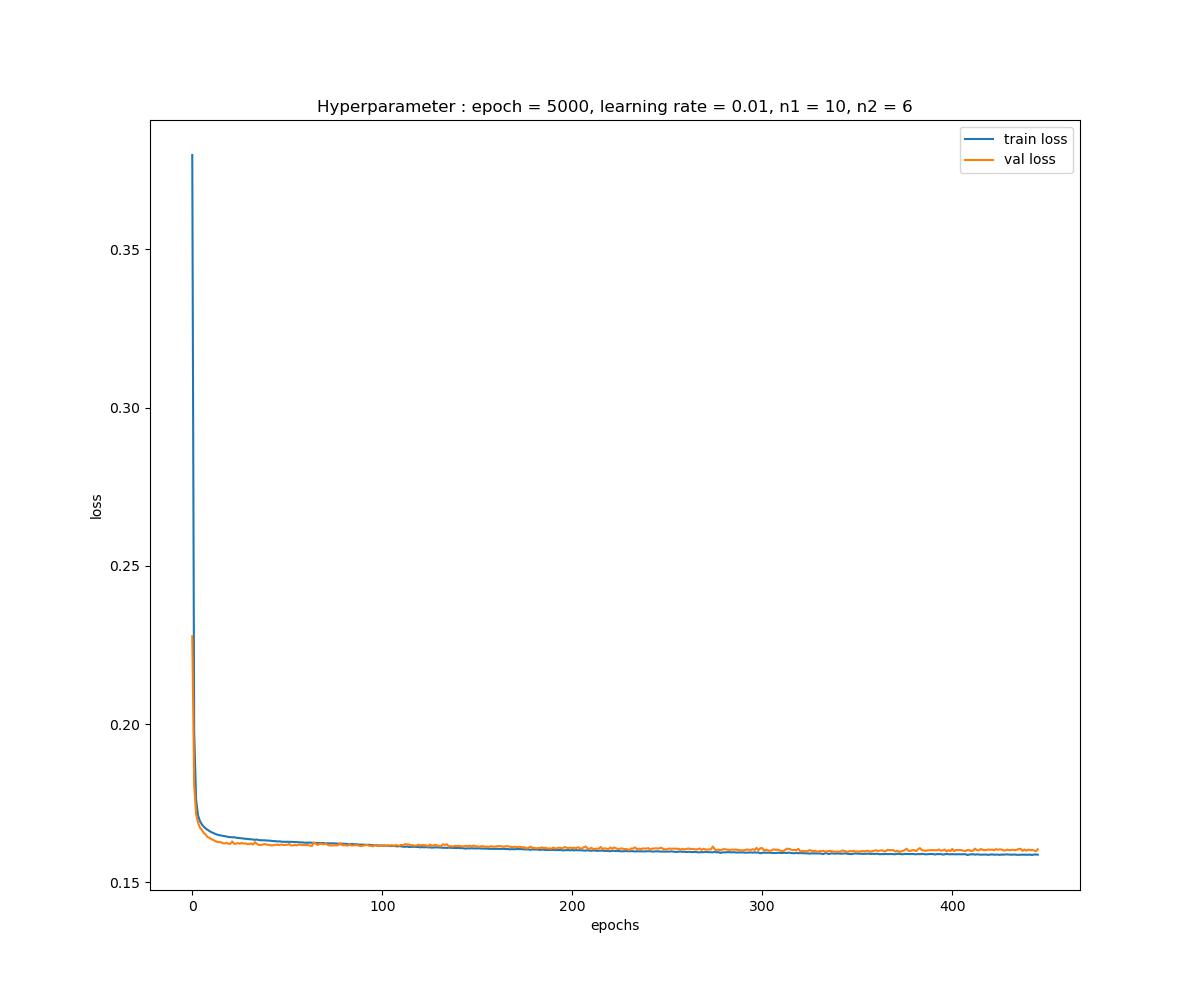 Hyperparameter : epoch = 5000, learning rate = 0.01, n1 = 10, n2 = 6
train loss
val loss
0.35
0.30
0.25
0.20
0.15
loss
0
100
200
300
400
epochs